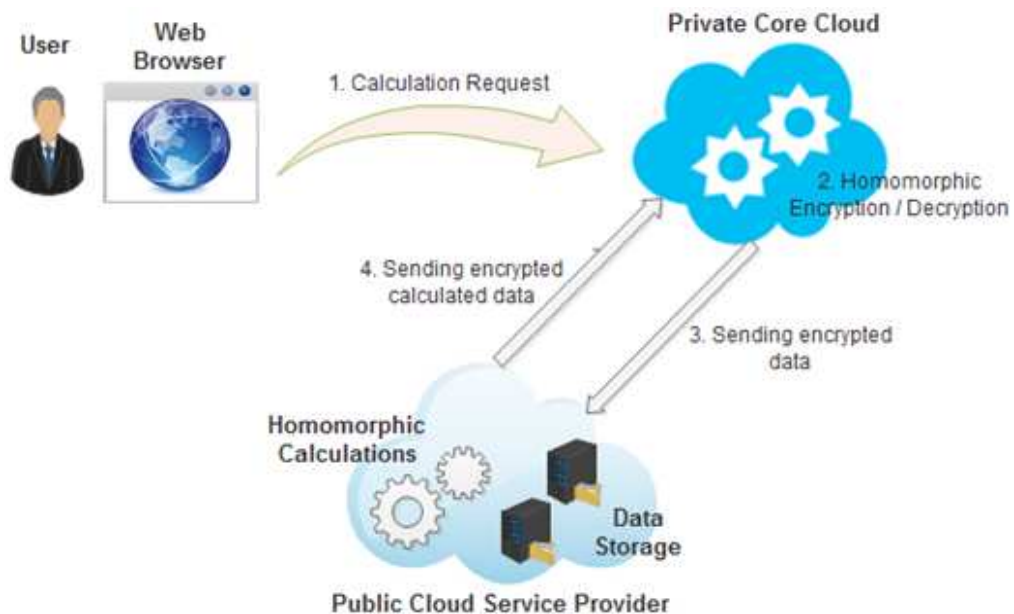 User
Web
Browser
1. Calculation Request
Private Core Cloud
2. Homomorphic
Encryption / Decryption
4. Sending encrypted
calculated data
3. Sending encrypted
data
Homomorphic
Calculations
Data
Storage
Public Cloud Service Provider